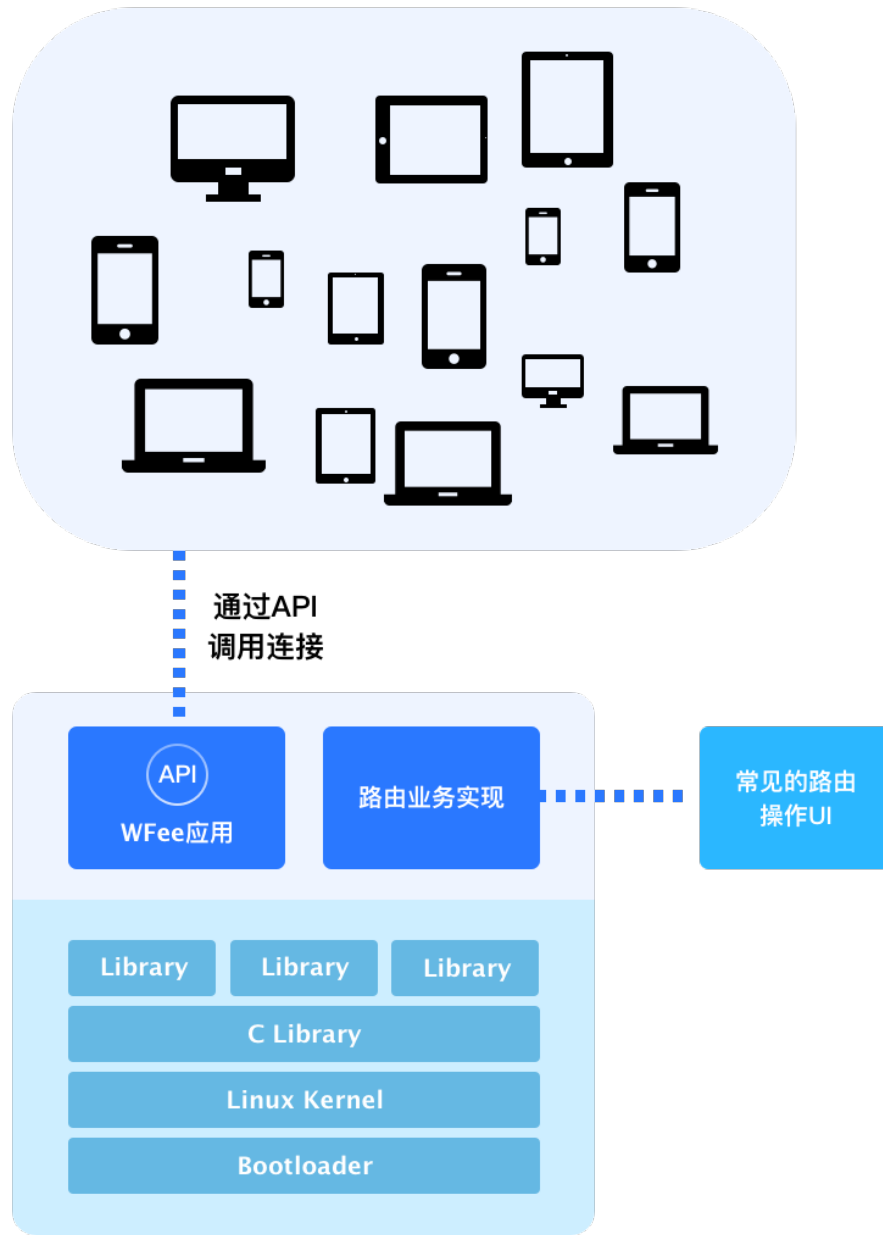 通过API
调用连接
API
WFee应用
路由业务实现
常见的路由
操作UI
Library
Library
Library
C Library
Linux Kernel
Bootloader